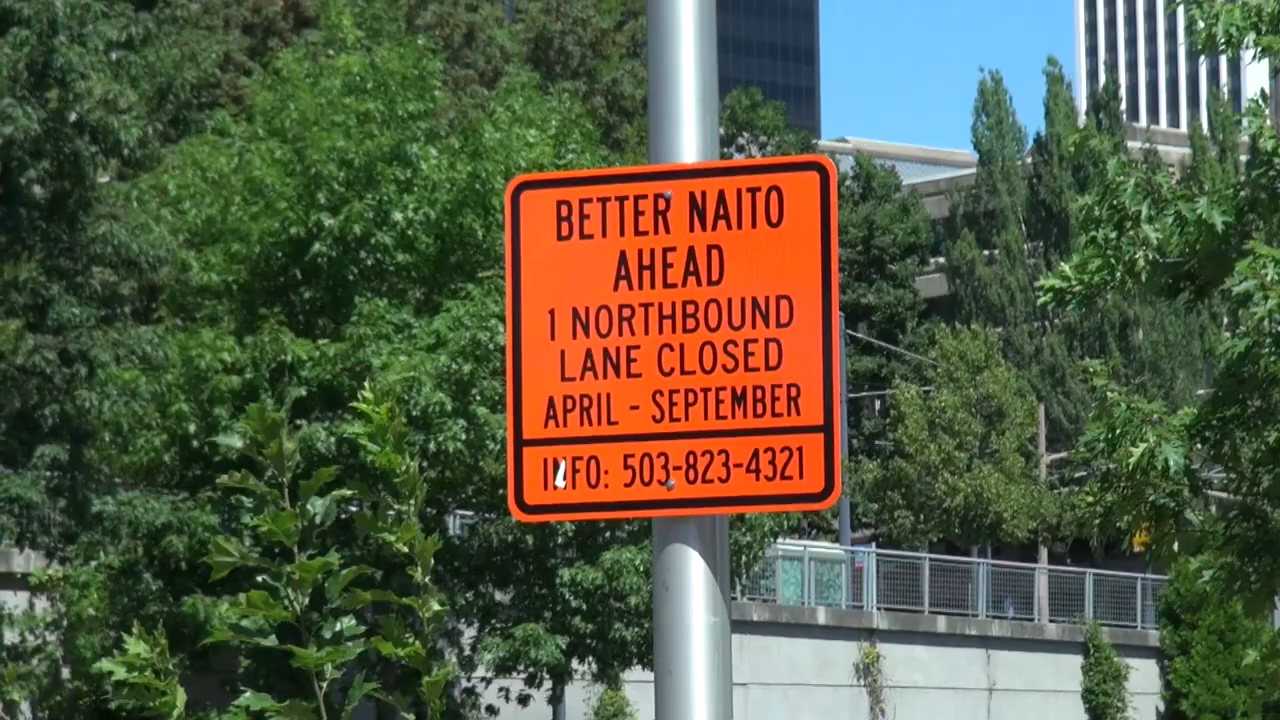 BETTER NAITO
AHEAD
1 NORTHBOUND
LANE CLOSED
APRIL - SEPTEMBER
INFO: 503-823-4321